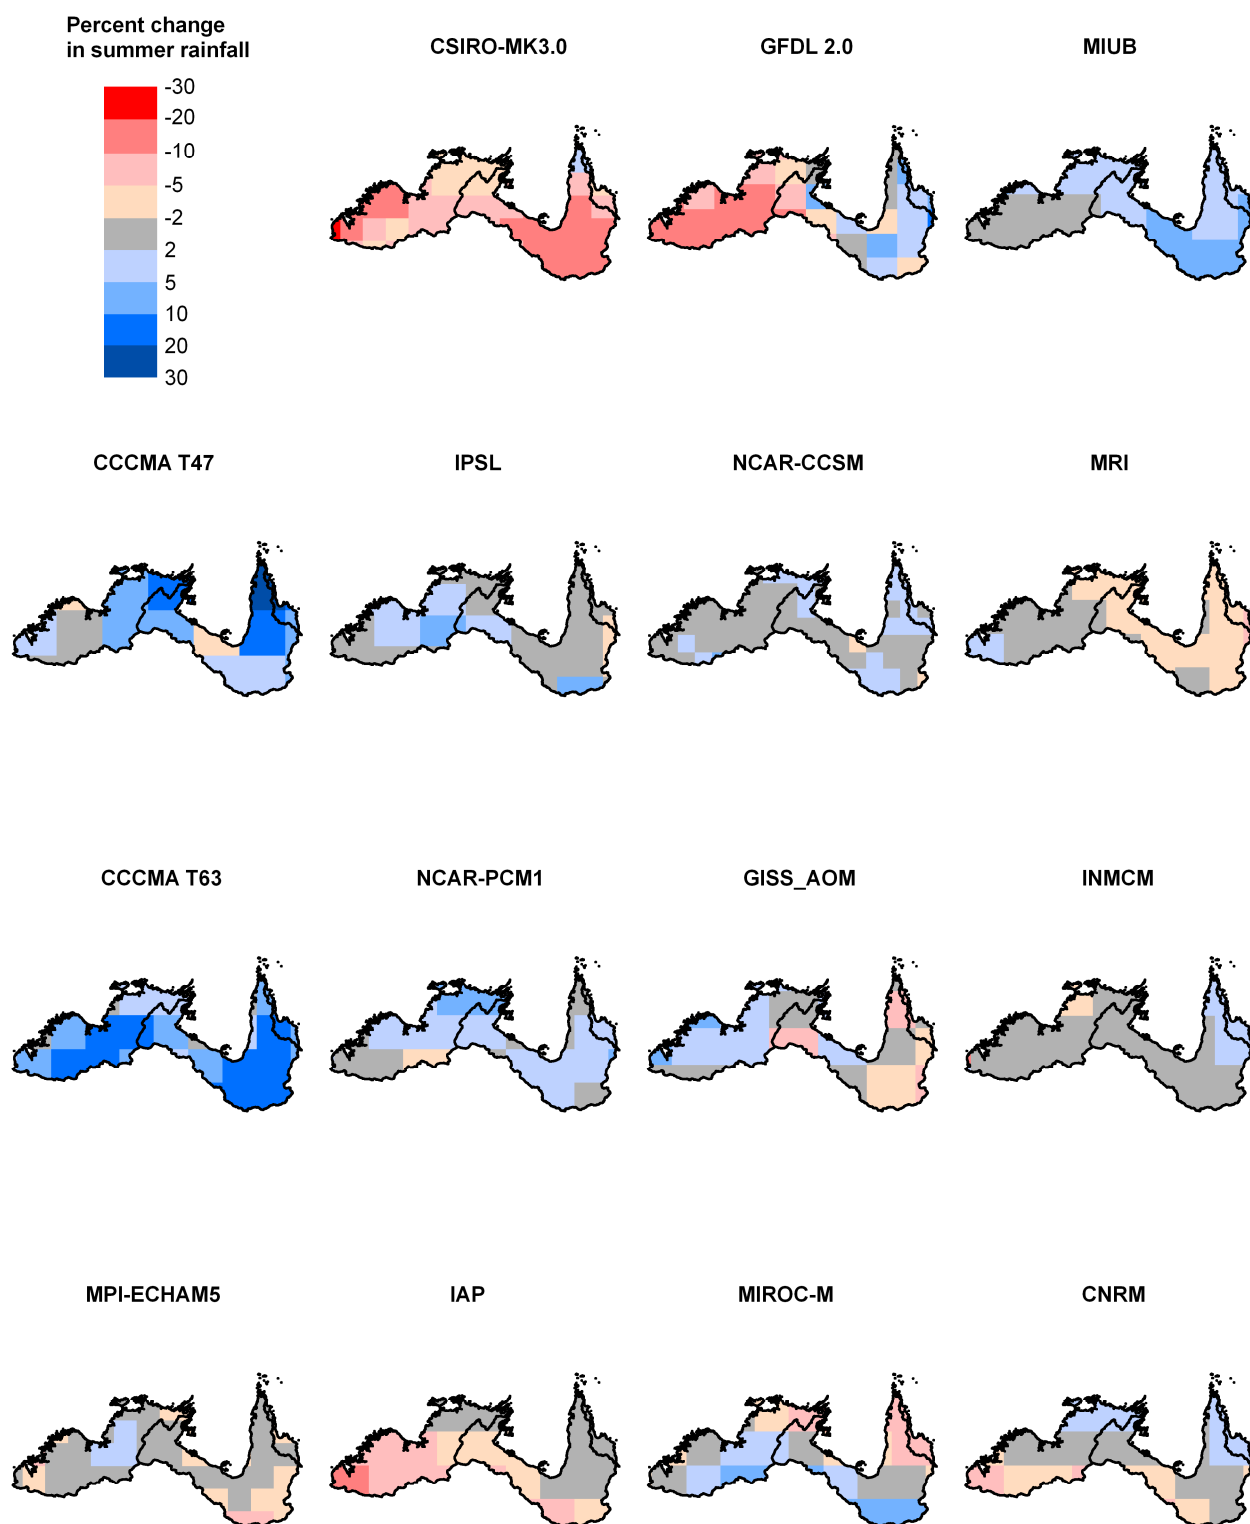 Percent change
in summer rainfall
-30
-20
-10
-5
-2
2
5
10
20
30
CSIRO-MK3.0
GFDL 2.0
MIUB
CCCMA T47
IPSL
NCAR-CCSM
MRI
CCCMA T63
NCAR-PCM1
GISS_AOM
INMCM
MPI-ECHAM5
IAP
MIROC-M
CNRM